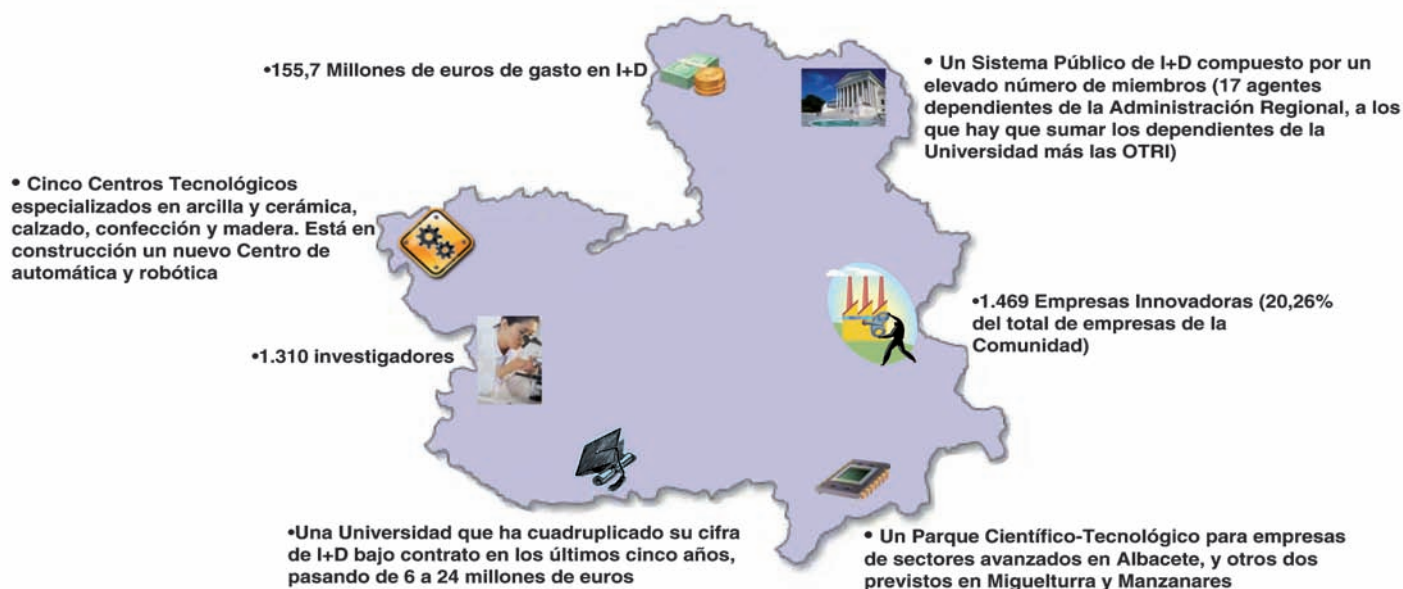 •155,7 Millones de euros de gasto en I+D
• Un Sistema Público de I+D compuesto por un
elevado número de miembros (17 agentes
dependientes de la Administración Regional, a los
que hay que sumar los dependientes de la
Universidad más las OTRI)
• Cinco Centros Tecnológicos
especializados en arcilla y cerámica,
calzado, confección y madera. Está en
construcción un nuevo Centro de
automática y robótica
•1.469 Empresas Innovadoras (20,26%
del total de empresas de la
Comunidad)
•1.310 investigadores
•Una Universidad que ha cuadruplicado su cifra
de I+D bajo contrato en los últimos cinco años,
pasando de 6 a 24 millones de euros
• Un Parque Científico-Tecnológico para empresas
de sectores avanzados en Albacete, y otros dos
previstos en Miguelturra y Manzanares